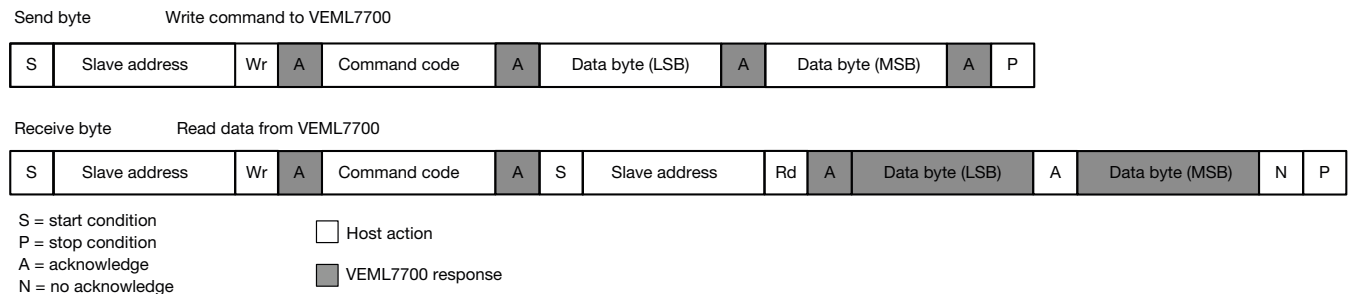 Send byte Write command to VEML7700
S Slave address Wr A Command code A Data byte (LSB) A Data byte (MSB) A P
Receive byte Read data from VEML7700
S Slave address Wr A Command code A S Slave address Rd A Data byte (LSB) A Data byte (MSB) N P
S = start condition
P = stop condition
A = acknowledge
N = no acknowledge
Host action
VEML7700 response